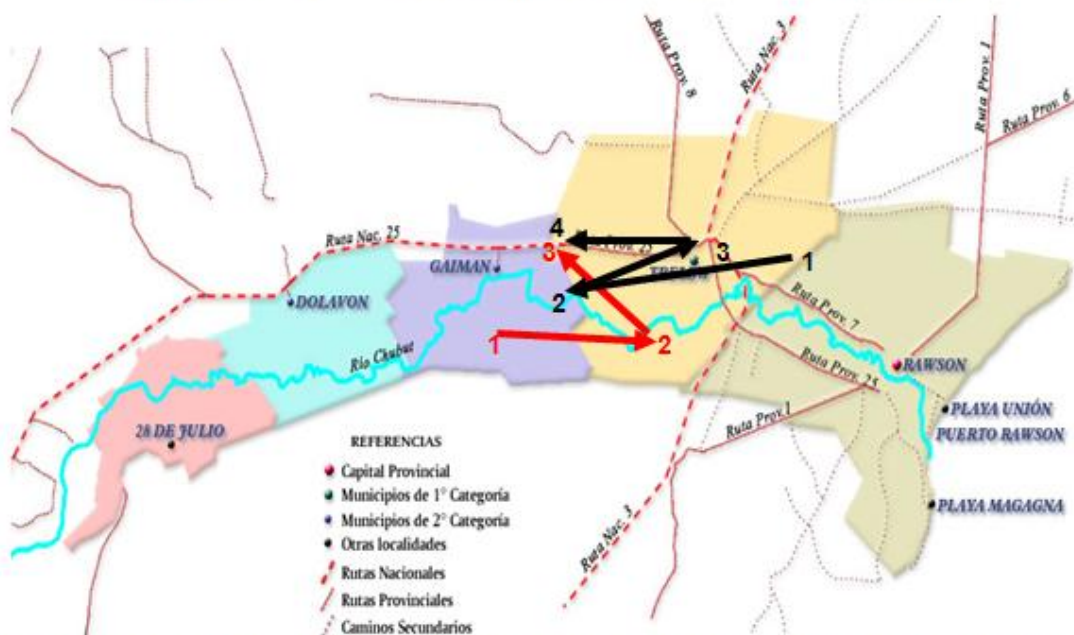 Ruta Nac. 3
Ruta Prov. 8
Ruta Prov. 1
Ruta Prov. 6
Ruta Nac. 25
4
3
3
1
GAIMAN
2
DOLAVON
Ruta Prov. 7
1
2
Río Chubut
RAWSON
Ruta Prov. 25
PLAYA UNIÓN
Ruta Prov.1
PUERTO RAWSON
28 DE JULIO
PLAYA MAGAGNA
Ruta Nac. 3
REFERENCIAS
Capital Provincial
Municipios de 1° Categoría
Municipios de 2° Categoría
Otras localidades
Rutas Nacionales
Rutas Provinciales
Caminos Secundarios